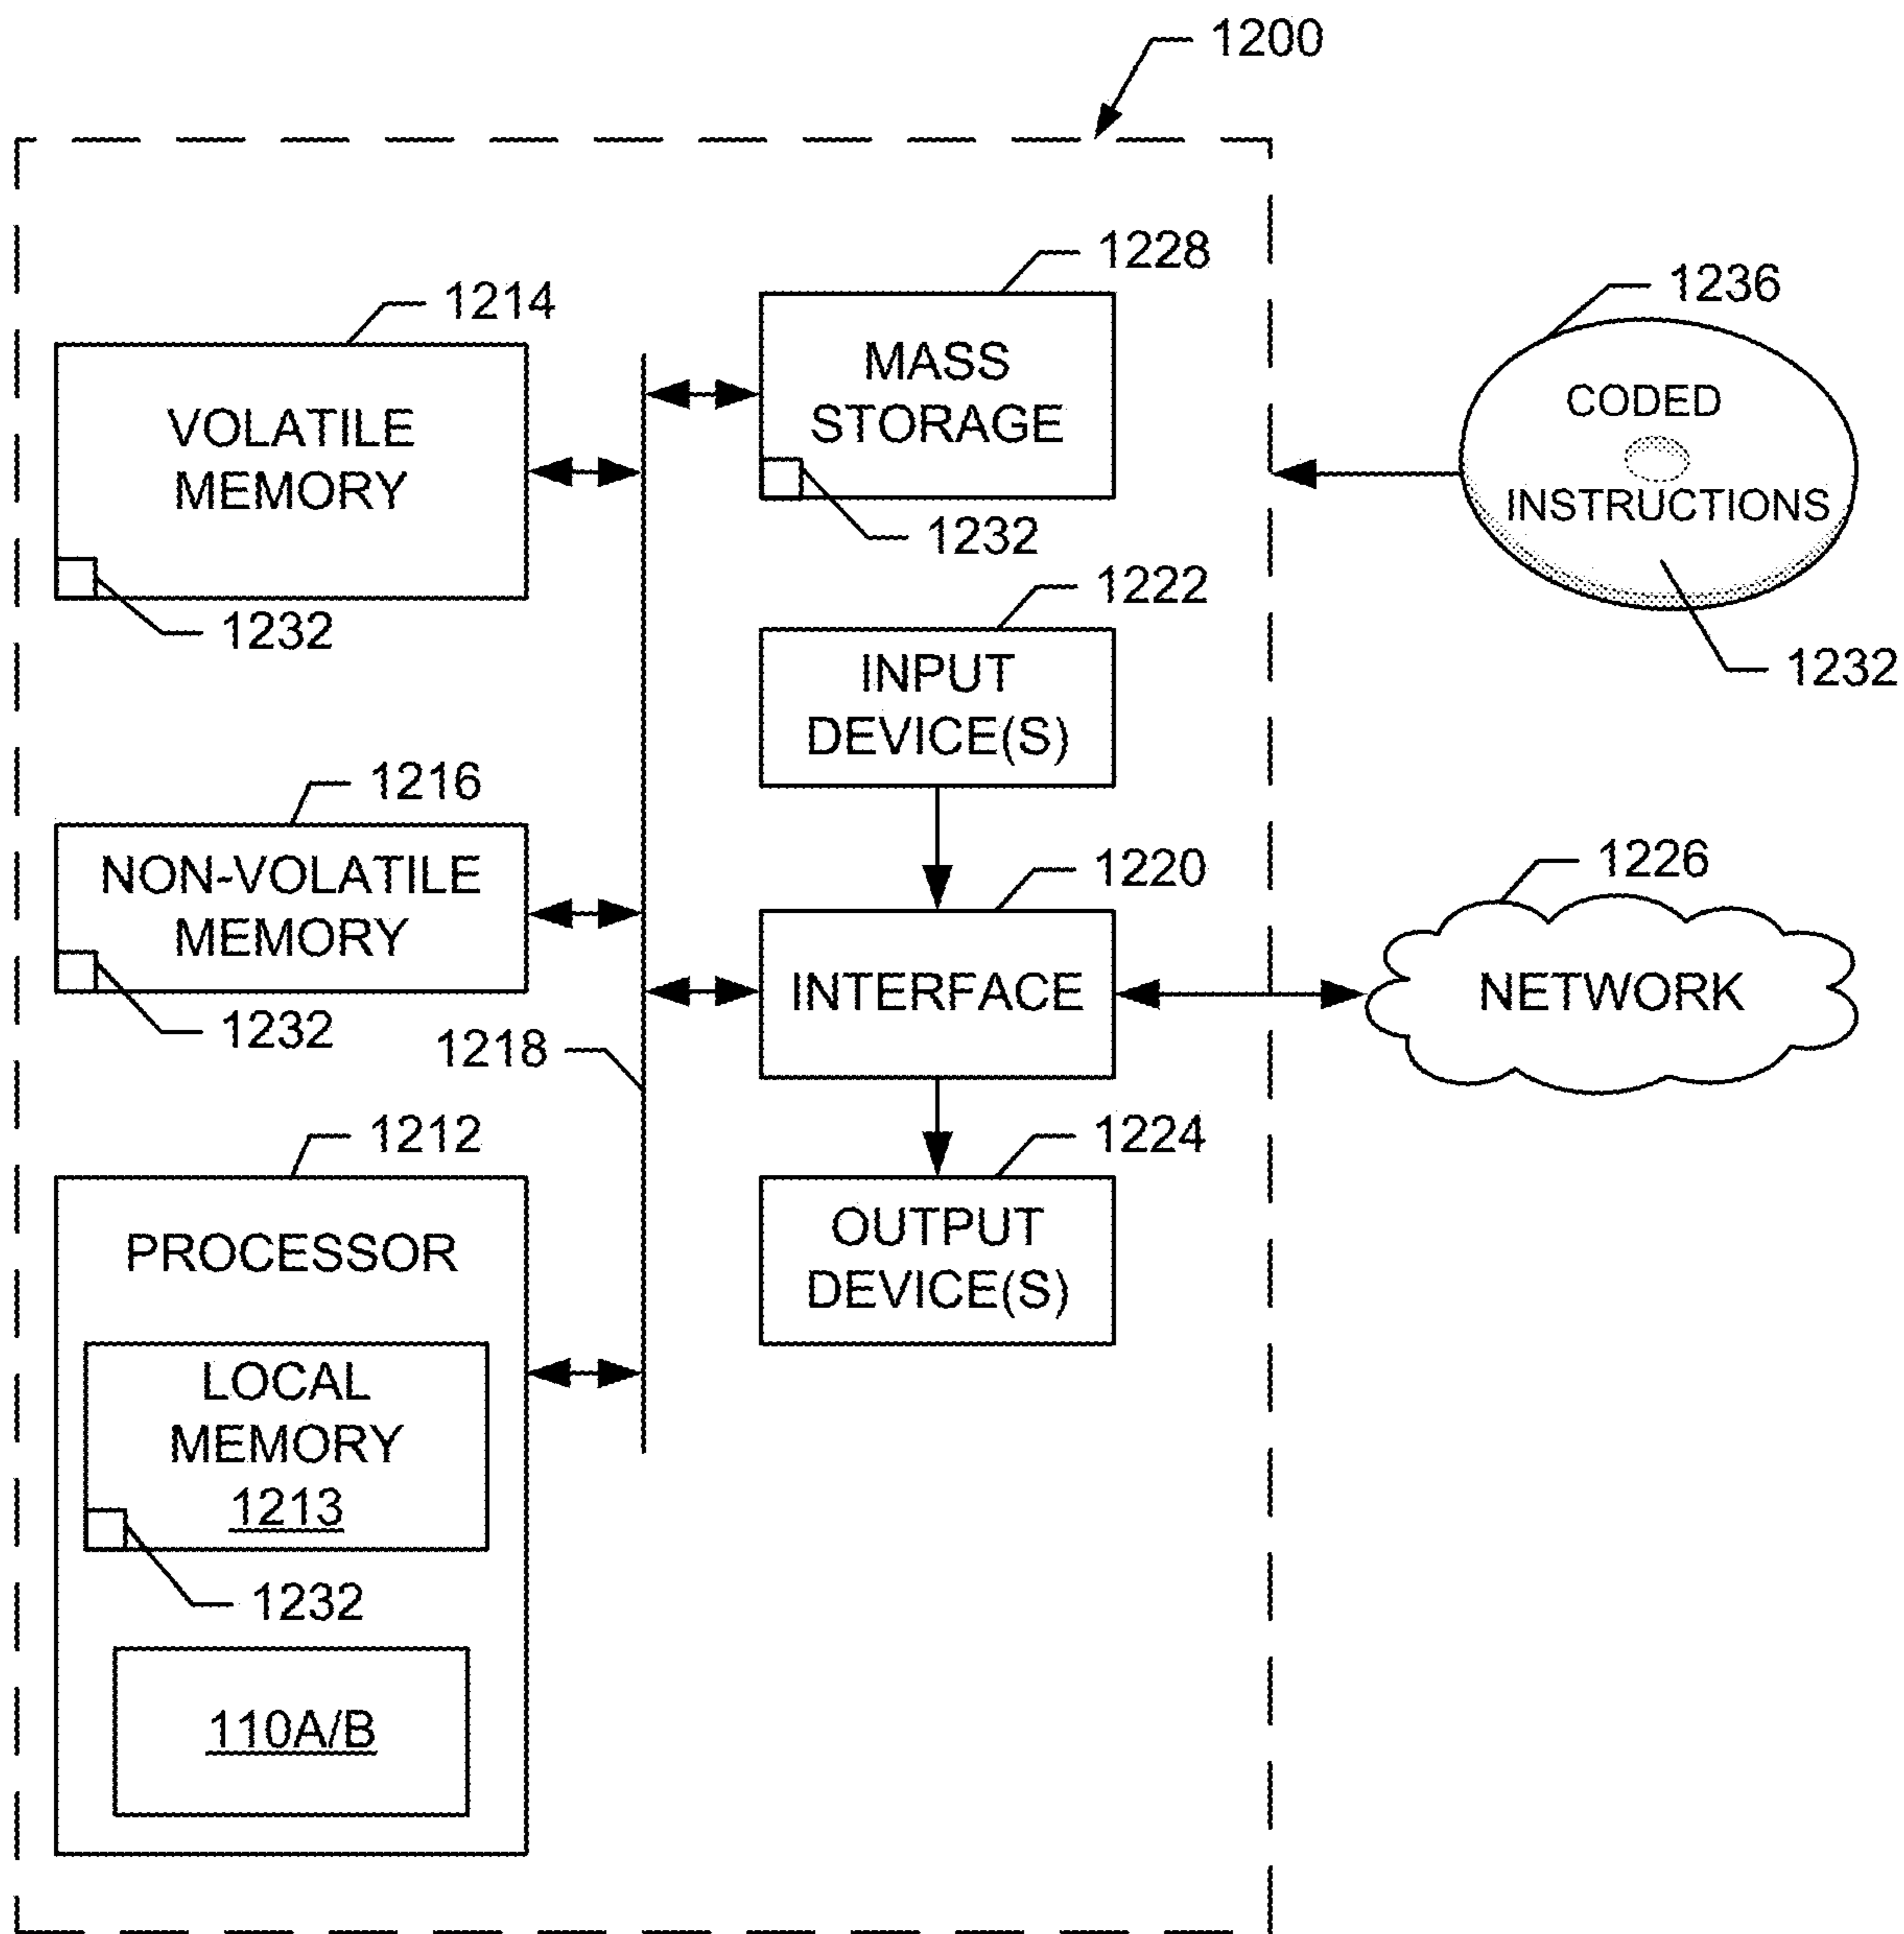 1200
1228
1214
1236
MASS
STORAGE
VOLATILE
MEMORY
CODED
INSTRUCTIONS
1232
1222
1232
1232
INPUT
DEVICE(S)
1216
1220
1226
NON-VOLATILE
MEMORY
INTERFACE
NETWORK
1232
1218
1212
1224
PROCESSOR
OUTPUT
DEVICE(S)
LOCAL
MEMORY
1213
1232
110A/B